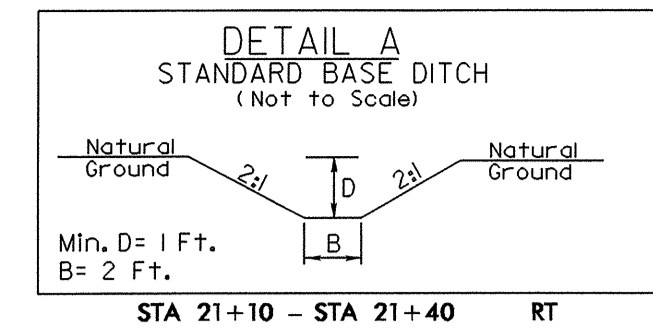 DETAIL A
STANDARD BASE DITCH
(Not to Scale)
Natural Natural
Ground Ground
2:1 D 2:1
Min. D= 1 Ft.
B
B= 2 Ft.
STA 21+10 – STA 21+40 RT